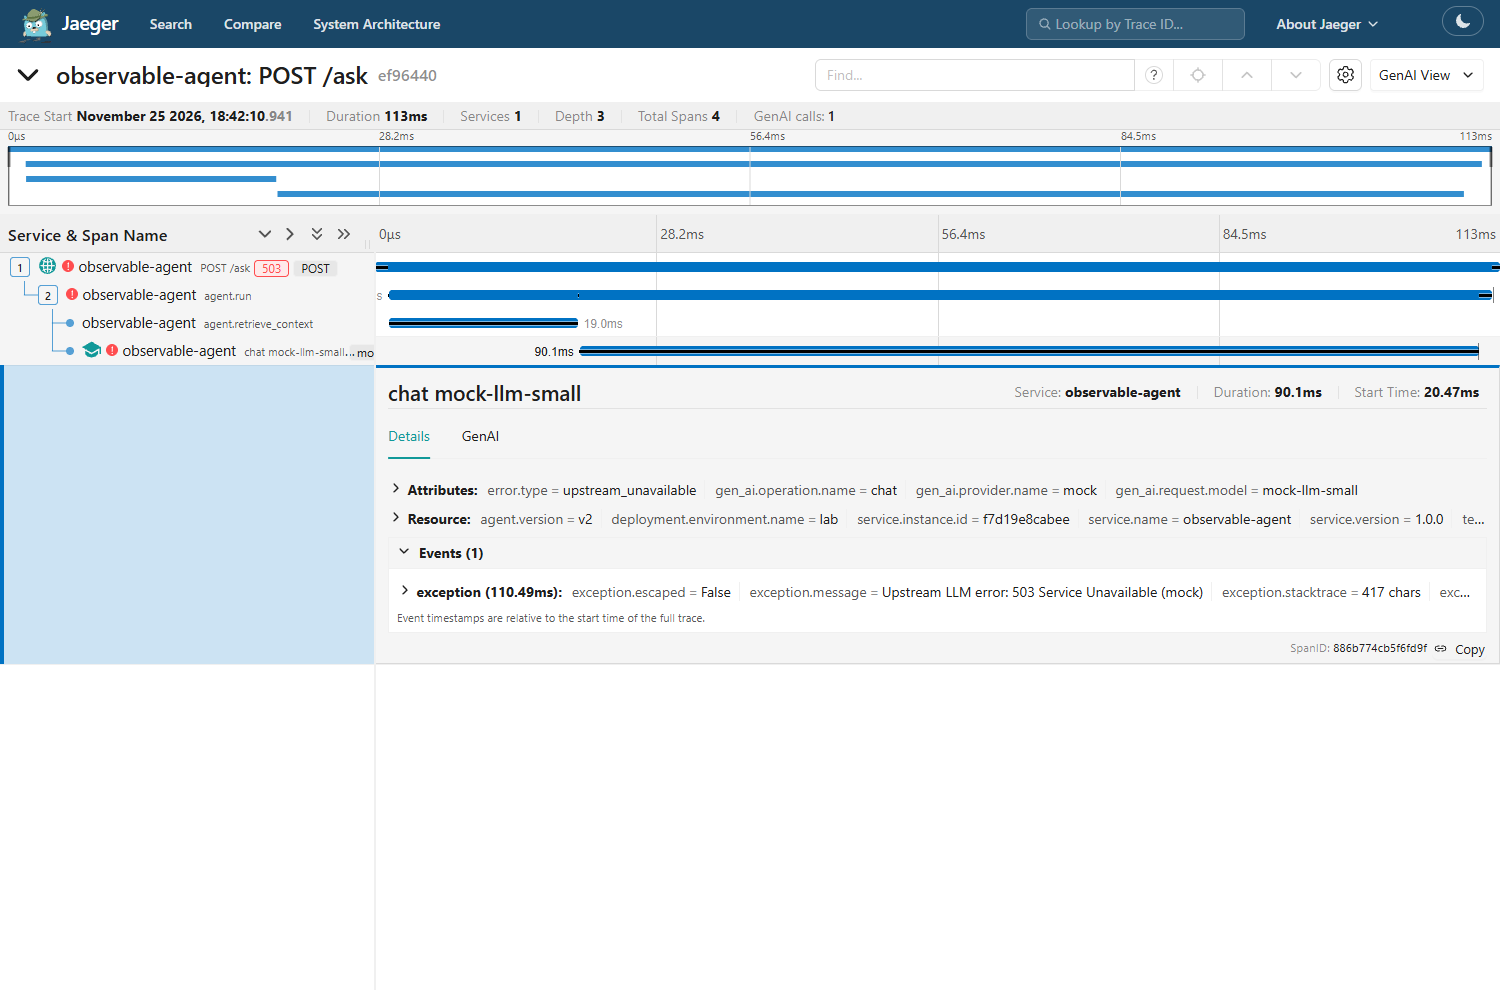 Jaeger Search Compare System Architecture Lookup by Trace ID... About Jaeger
observable-agent: POST /ask ef96440 Find... ? GenAI View
Trace Start November 25 2026, 18:42:10.941 Duration 113ms Services 1 Depth 3 Total Spans 4 GenAI calls: 1
0μs 28.2ms 56.4ms 84.5ms 113ms
Service & Span Name 0μs 28.2ms 56.4ms 84.5ms 113ms
1 observable-agent POST /ask 503 POST
2 observable-agent agent.run s
observable-agent agent.retrieve_context 19.0ms
observable-agent chat mock-llm-small... mo 90.1ms
chat mock-llm-small Service: observable-agent Duration: 90.1ms Start Time: 20.47ms
Details GenAI
Attributes: error.type = upstream_unavailable gen_ai.operation.name = chat gen_ai.provider.name = mock gen_ai.request.model = mock-llm-small
Resource: agent.version = v2 deployment.environment.name = lab service.instance.id = f7d19e8cabee service.name = observable-agent service.version = 1.0.0 te...
Events (1)
exception (110.49ms): exception.escaped = False exception.message = Upstream LLM error: 503 Service Unavailable (mock) exception.stacktrace = 417 chars exc...
Event timestamps are relative to the start time of the full trace.
SpanID: 886b774cb5f6fd9f Copy